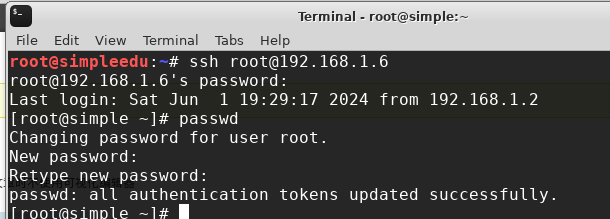 Terminal - root@simple:~
File Edit View Terminal Tabs Help
root@simpleedu:~# ssh root@192.168.1.6
root@192.168.1.6's password:
Last login: Sat Jun  1 19:29:17 2024 from 192.168.1.2
[root@simple ~]# passwd
Changing password for user root.
New password:
Retype new password:
passwd: all authentication tokens updated successfully.
[root@simple ~]#